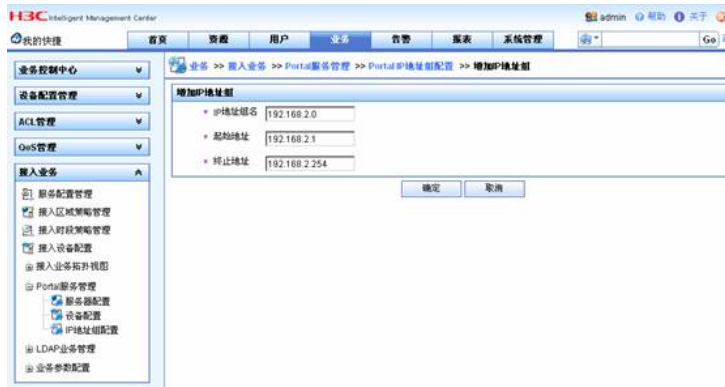 H3C Intelligent Management Center
admin 帮助 关于
我的快捷 首页 资源 用户 业务 告警 报表 系统管理 Go
业务 >> 接入业务 >> Portal服务管理 >> Portal IP地址组配置 >> 增加IP地址组
业务控制中心
设备配置管理
ACL管理
QoS管理
接入业务
服务配置管理
接入区域策略管理
接入时段策略管理
接入设备配置
接入业务拓扑视图
Portal服务管理
服务器配置
设备配置
IP地址组配置
LDAP业务管理
业务参数配置
增加IP地址组
* IP地址组名 192.168.2.0
* 起始地址 192.168.2.1
* 终止地址 192.168.2.254
确定 取消